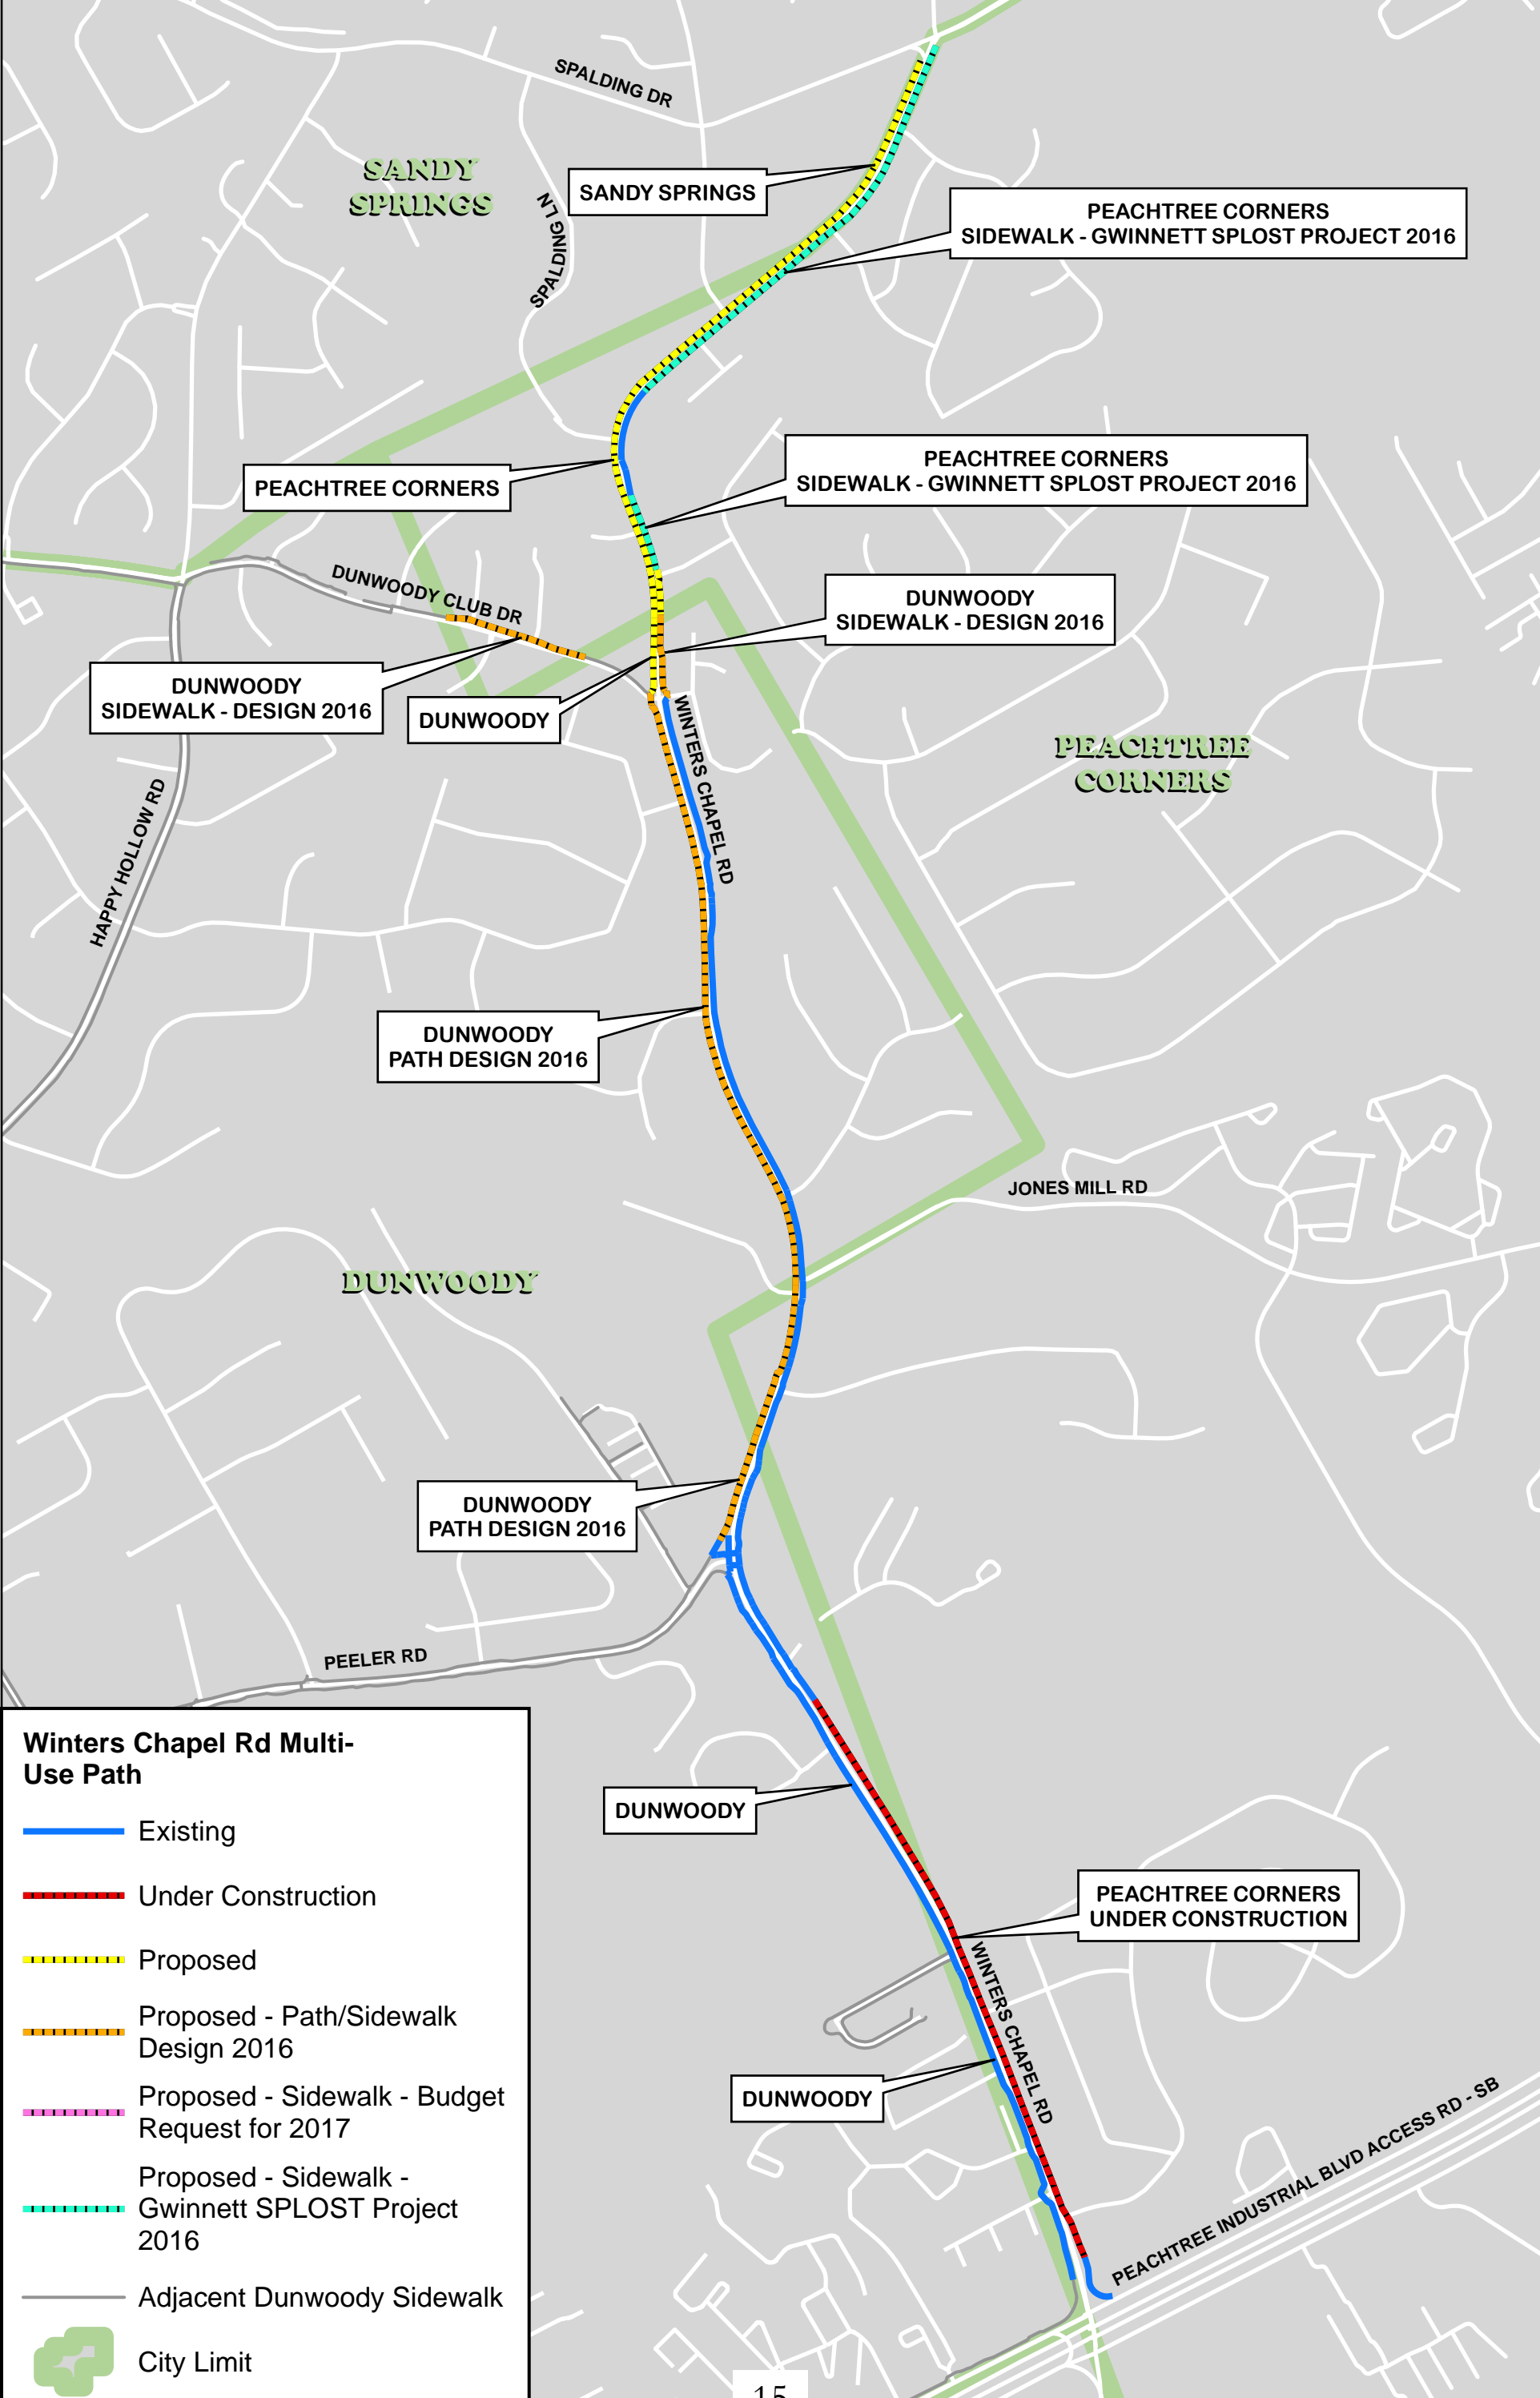 SPALDING DR
SANDY
SPRINGS
SANDY SPRINGS
SPALDING LN
PEACHTREE CORNERS
SIDEWALK - GWINNETT SPLOST PROJECT 2016
PEACHTREE CORNERS
PEACHTREE CORNERS
SIDEWALK - GWINNETT SPLOST PROJECT 2016
DUNWOODY CLUB DR
DUNWOODY
SIDEWALK - DESIGN 2016
DUNWOODY
SIDEWALK - DESIGN 2016
DUNWOODY
WINTERS CHAPEL RD
PEACHTREE
CORNERS
HAPPY HOLLOW RD
DUNWOODY
PATH DESIGN 2016
JONES MILL RD
DUNWOODY
DUNWOODY
PATH DESIGN 2016
PEELER RD
DUNWOODY
PEACHTREE CORNERS
UNDER CONSTRUCTION
WINTERS CHAPEL RD
DUNWOODY
PEACHTREE INDUSTRIAL BLVD ACCESS RD - SB
Winters Chapel Rd Multi-
Use Path
Existing
Under Construction
Proposed
Proposed - Path/Sidewalk
Design 2016
Proposed - Sidewalk - Budget
Request for 2017
Proposed - Sidewalk -
Gwinnett SPLOST Project
2016
Adjacent Dunwoody Sidewalk
City Limit
15